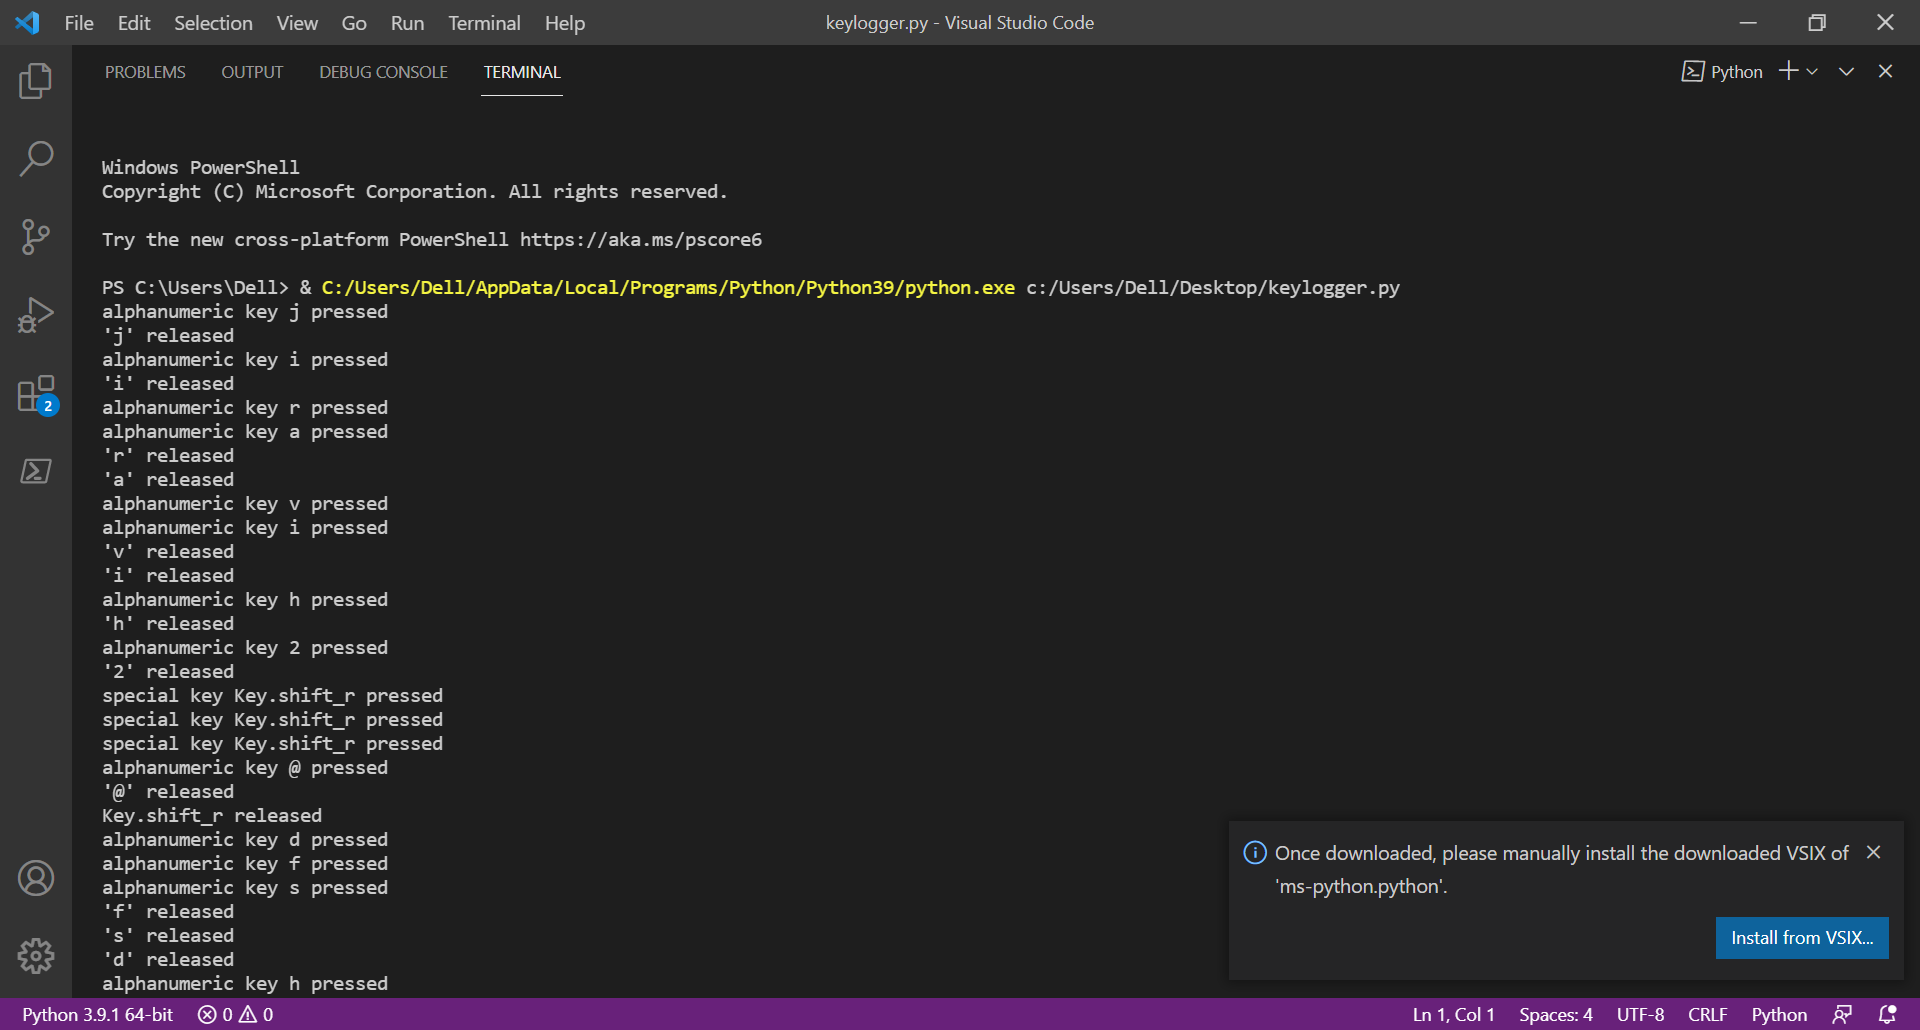 File Edit Selection View Go Run Terminal Help
keylogger.py - Visual Studio Code
PROBLEMS OUTPUT DEBUG CONSOLE TERMINAL
Python
Windows PowerShell
Copyright (C) Microsoft Corporation. All rights reserved.
Try the new cross-platform PowerShell https://aka.ms/pscore6
PS C:\Users\Dell> & C:/Users/Dell/AppData/Local/Programs/Python/Python39/python.exe c:/Users/Dell/Desktop/keylogger.py
alphanumeric key j pressed
'j' released
alphanumeric key i pressed
'i' released
alphanumeric key r pressed
alphanumeric key a pressed
'r' released
'a' released
alphanumeric key v pressed
alphanumeric key i pressed
'v' released
'i' released
alphanumeric key h pressed
'h' released
alphanumeric key 2 pressed
'2' released
special key Key.shift_r pressed
special key Key.shift_r pressed
special key Key.shift_r pressed
alphanumeric key @ pressed
'@' released
Key.shift_r released
alphanumeric key d pressed
alphanumeric key f pressed
alphanumeric key s pressed
'f' released
's' released
'd' released
alphanumeric key h pressed
2
Once downloaded, please manually install the downloaded VSIX of
'ms-python.python'.
Install from VSIX...
Python 3.9.1 64-bit 0 0 Ln 1, Col 1 Spaces: 4 UTF-8 CRLF Python